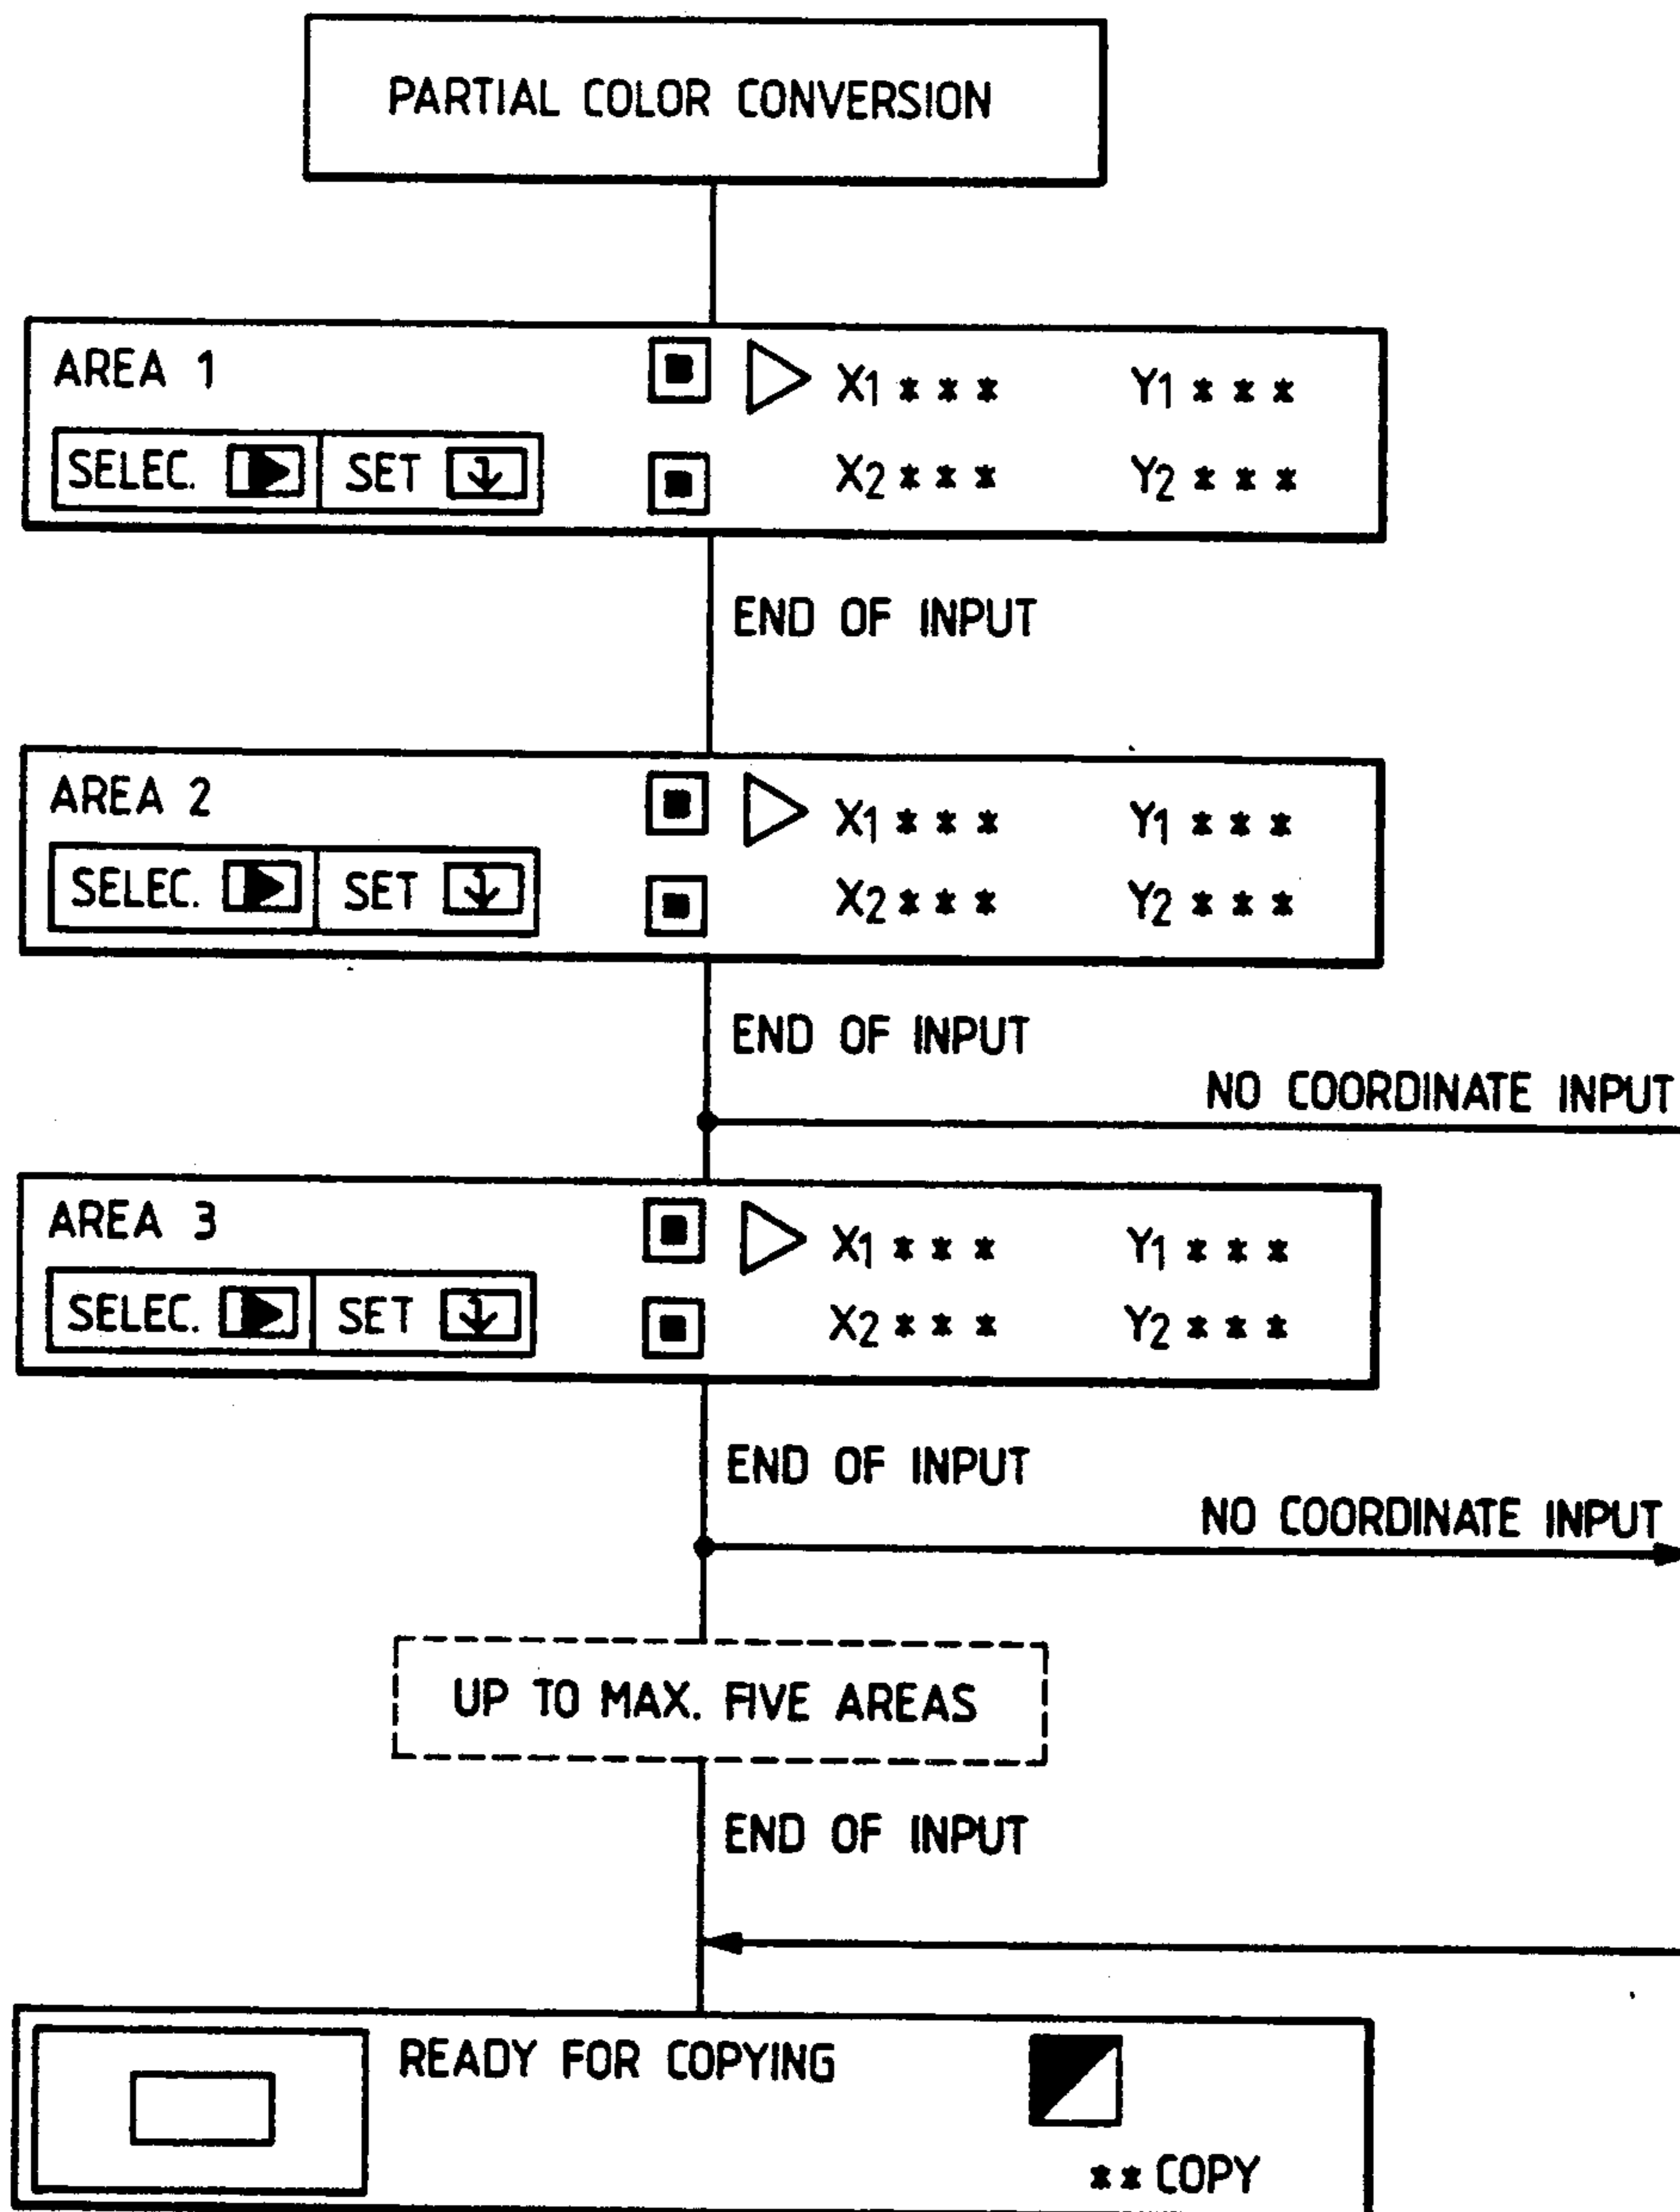 PARTIAL COLOR CONVERSION
AREA 1
X1 * * * Y1 * * *
SELEC. SET
X2 * * * Y2 * * *
END OF INPUT
AREA 2
X1 * * * Y1 * * *
SELEC. SET
X2 * * * Y2 * * *
END OF INPUT
NO COORDINATE INPUT
AREA 3
X1 * * * Y1 * * *
SELEC. SET
X2 * * * Y2 * * *
END OF INPUT
NO COORDINATE INPUT
UP TO MAX. FIVE AREAS
END OF INPUT
READY FOR COPYING
* * COPY